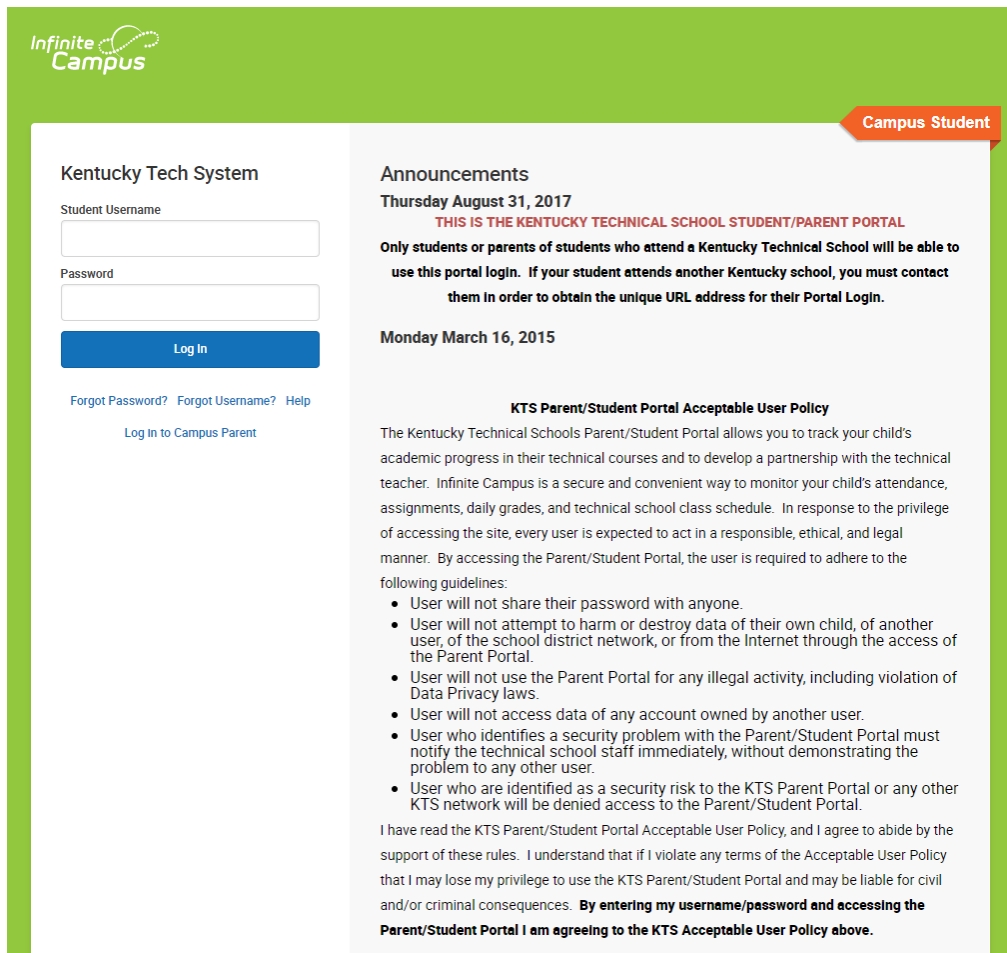 Infinite
Campus
Campus Student
Kentucky Tech System
Student Username
Password
Log In
Forgot Password? Forgot Username? Help
Log In to Campus Parent
Announcements
Thursday August 31, 2017
THIS IS THE KENTUCKY TECHNICAL SCHOOL STUDENT/PARENT PORTAL
Only students or parents of students who attend a Kentucky Technical School will be able to
use this portal login. If your student attends another Kentucky school, you must contact
them in order to obtain the unique URL address for their Portal Login.
Monday March 16, 2015
KTS Parent/Student Portal Acceptable User Policy
The Kentucky Technical Schools Parent/Student Portal allows you to track your child's
academic progress in their technical courses and to develop a partnership with the technical
teacher. Infinite Campus is a secure and convenient way to monitor your child's attendance,
assignments, daily grades, and technical school class schedule. In response to the privilege
of accessing the site, every user is expected to act in a responsible, ethical, and legal
manner. By accessing the Parent/Student Portal, the user is required to adhere to the
following guidelines:
• User will not share their password with anyone.
• User will not attempt to harm or destroy data of their own child, of another
user, of the school district network, or from the Internet through the access of
the Parent Portal.
• User will not use the Parent Portal for any illegal activity, including violation of
Data Privacy laws.
• User will not access data of any account owned by another user.
• User who identifies a security problem with the Parent/Student Portal must
notify the technical school staff immediately, without demonstrating the
problem to any other user.
• User who are identified as a security risk to the KTS Parent Portal or any other
KTS network will be denied access to the Parent/Student Portal.
I have read the KTS Parent/Student Portal Acceptable User Policy, and I agree to abide by the
support of these rules. I understand that if I violate any terms of the Acceptable User Policy
that I may lose my privilege to use the KTS Parent/Student Portal and may be liable for civil
and/or criminal consequences. By entering my username/password and accessing the
Parent/Student Portal I am agreeing to the KTS Acceptable User Policy above.